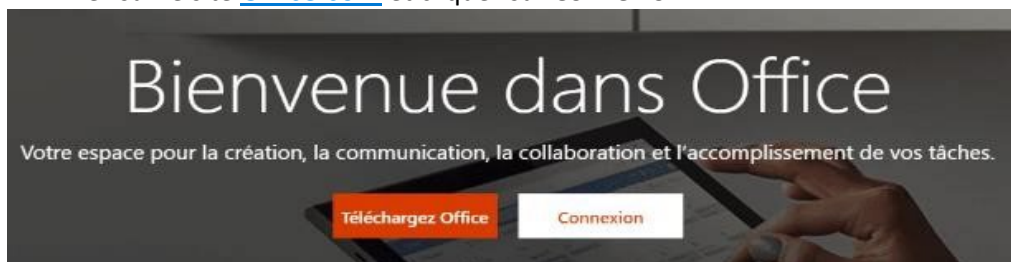 Bienvenue dans Office
Votre espace pour la création, la communication, la collaboration et l'accomplissement de vos tâches.
Téléchargez Office
Connexion